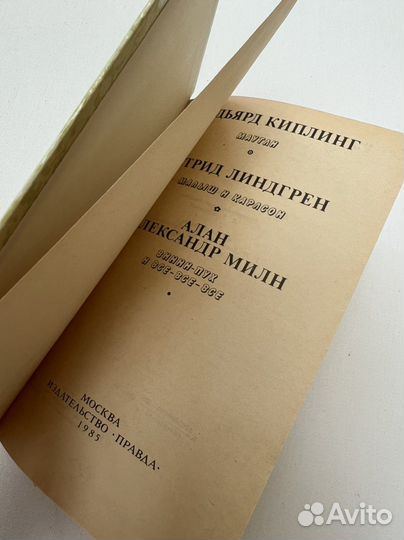 ДЬЯРД КИПЛИНГ
МАУГЛИ
ТРИД ЛИНДГРЕН
МАЛЫШ И КАРЛСОН
АЛАН
ЛЕКСАНДР МИЛН
ВИННИ-ПУХ
И ВСЕ-ВСЕ-ВСЕ
МОСКВА
ИЗДАТЕЛЬСТВО «ПРАВДА»
1985
Avito